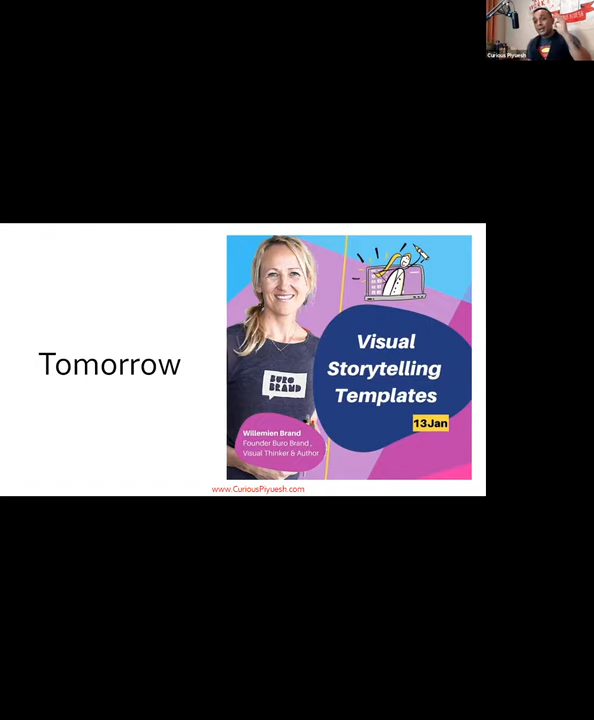 Curious Piyuesh
Tomorrow
Visual
Storytelling
Templates
13Jan
BURO
BRAND
Willemien Brand
Founder Buro Brand ,
Visual Thinker & Author
www.CuriousPiyuesh.com